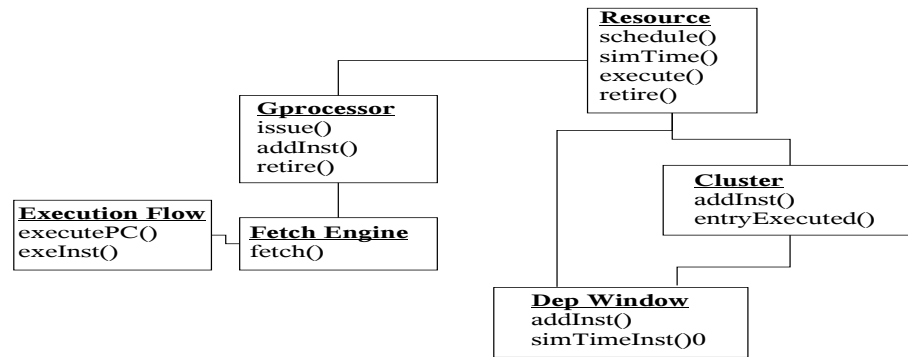 Resource
schedule()
simTime()
execute()
retire()
Gprocessor
issue()
addInst()
retire()
Cluster
addInst()
entryExecuted()
Execution Flow
executePC()
exeInst()
Fetch Engine
fetch()
Dep Window
addInst()
simTimeInst()0